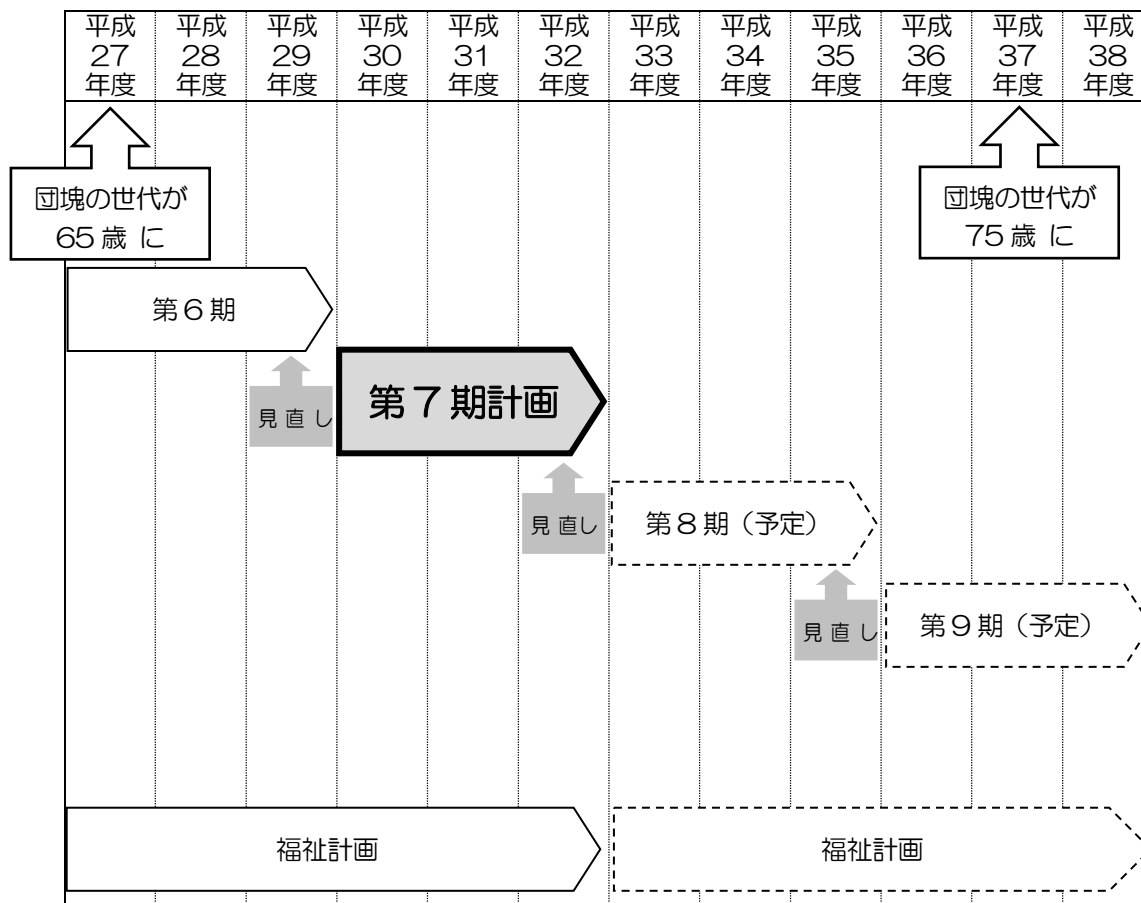 平成
27
年度
平成
28
年度
平成
29
年度
平成
30
年度
平成
31
年度
平成
32
年度
平成
33
年度
平成
34
年度
平成
35
年度
平成
36
年度
平成
37
年度
平成
38
年度
団塊の世代が
65歳に
団塊の世代が
75歳に
第6期
見直し
第7期計画
見直し
第8期（予定）
見直し
第9期（予定）
福祉計画
福祉計画